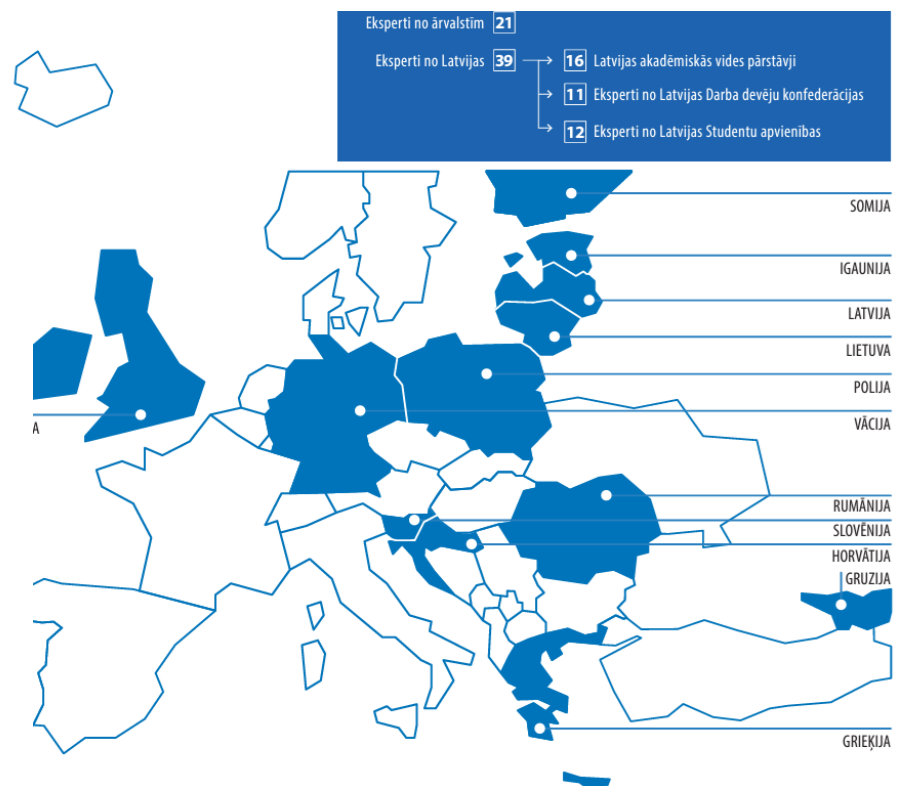 Eksperti no ārvalstīm 21
Eksperti no Latvijas 39
16 Latvijas akadēmiskās vides pārstāvji
11 Eksperti no Latvijas Darba devēju konfederācijas
12 Eksperti no Latvijas Studentu apvienības
SOMIJA
IGAUNIJA
LATVIJA
LIETUVA
POLIJA
VĀCIJA
A
RUMĀNIJA
SLOVĒNIJA
HORVĀTIJA
GRUZIJA
GRIEĶIJA